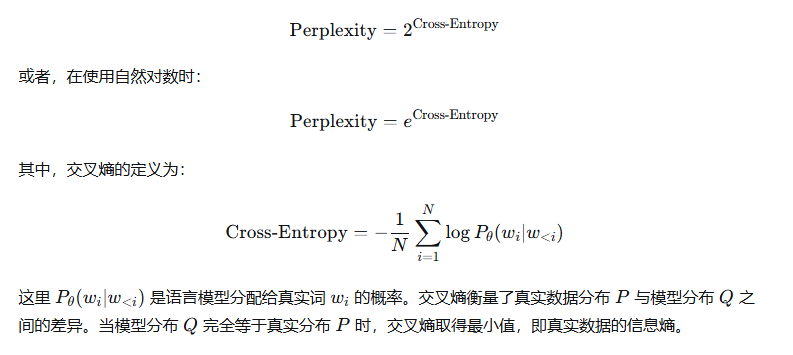 Perplexity = 2^{Cross-Entropy}
或者，在使用自然对数时：
Perplexity = e^{Cross-Entropy}
其中，交叉熵的定义为：
Cross-Entropy = -\frac{1}{N} \sum_{i=1}^{N} \log P_θ(w_i|w_{<i})
这里 P_θ(w_i|w_{<i}) 是语言模型分配给真实词 w_i 的概率。交叉熵衡量了真实数据分布 P 与模型分布 Q 之
间的差异。当模型分布 Q 完全等于真实分布 P 时，交叉熵取得最小值，即真实数据的信息熵。